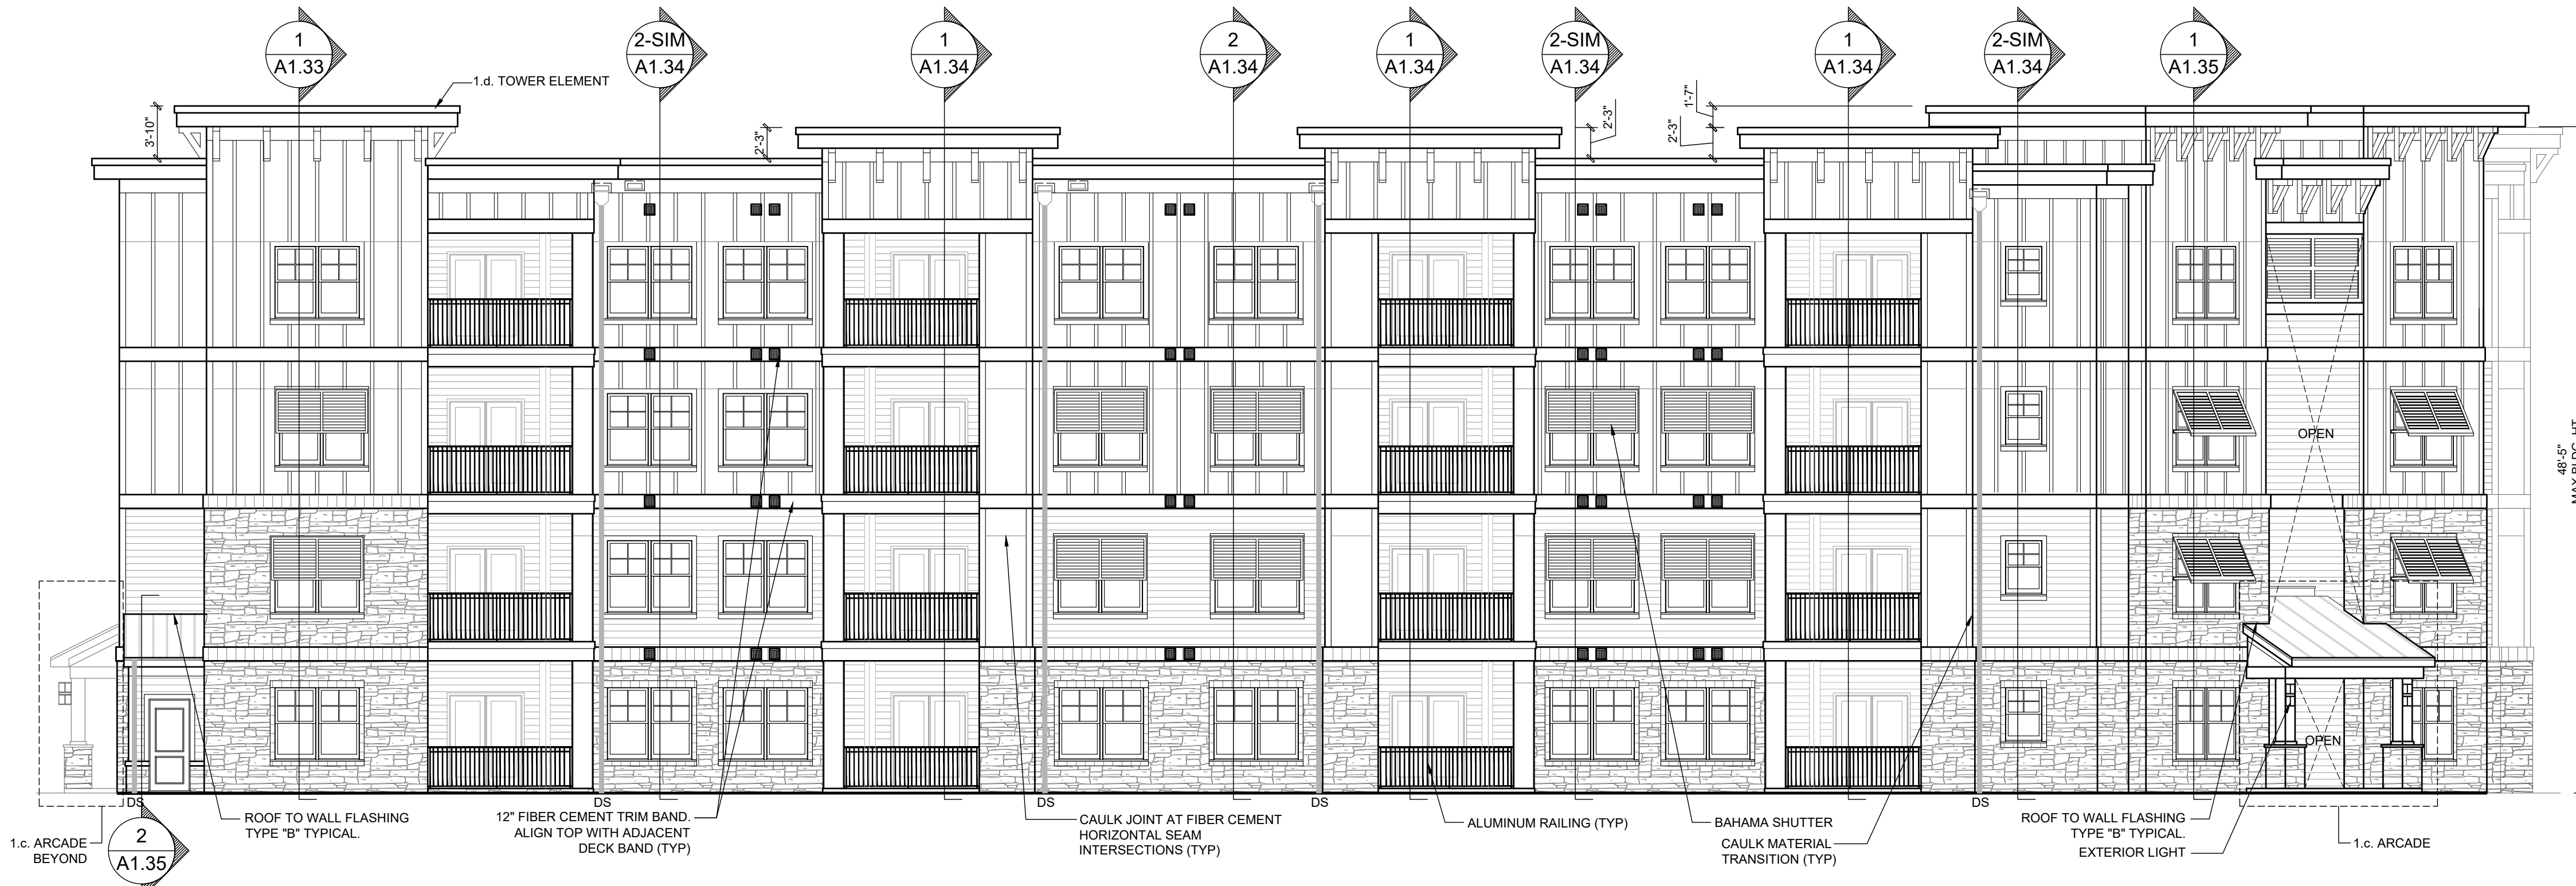 1
A1.33
2-SIM
A1.34
1
A1.34
2
A1.34
1
A1.34
2-SIM
A1.34
1
A1.34
2-SIM
A1.34
1
A1.35
1.d. TOWER ELEMENT
3'-10"
2'-3"
2'-3"
1'-7"
2'-3"
48'-5"
MAX BLDG. HT.
OPEN
OPEN
DS
DS
DS
DS
DS
1.c. ARCADE
BEYOND
2
A1.35
ROOF TO WALL FLASHING
TYPE "B" TYPICAL.
12" FIBER CEMENT TRIM BAND.
ALIGN TOP WITH ADJACENT
DECK BAND (TYP)
CAULK JOINT AT FIBER CEMENT
HORIZONTAL SEAM
INTERSECTIONS (TYP)
ALUMINUM RAILING (TYP)
BAHAMA SHUTTER
CAULK MATERIAL
TRANSITION (TYP)
ROOF TO WALL FLASHING
TYPE "B" TYPICAL.
EXTERIOR LIGHT
1.c. ARCADE